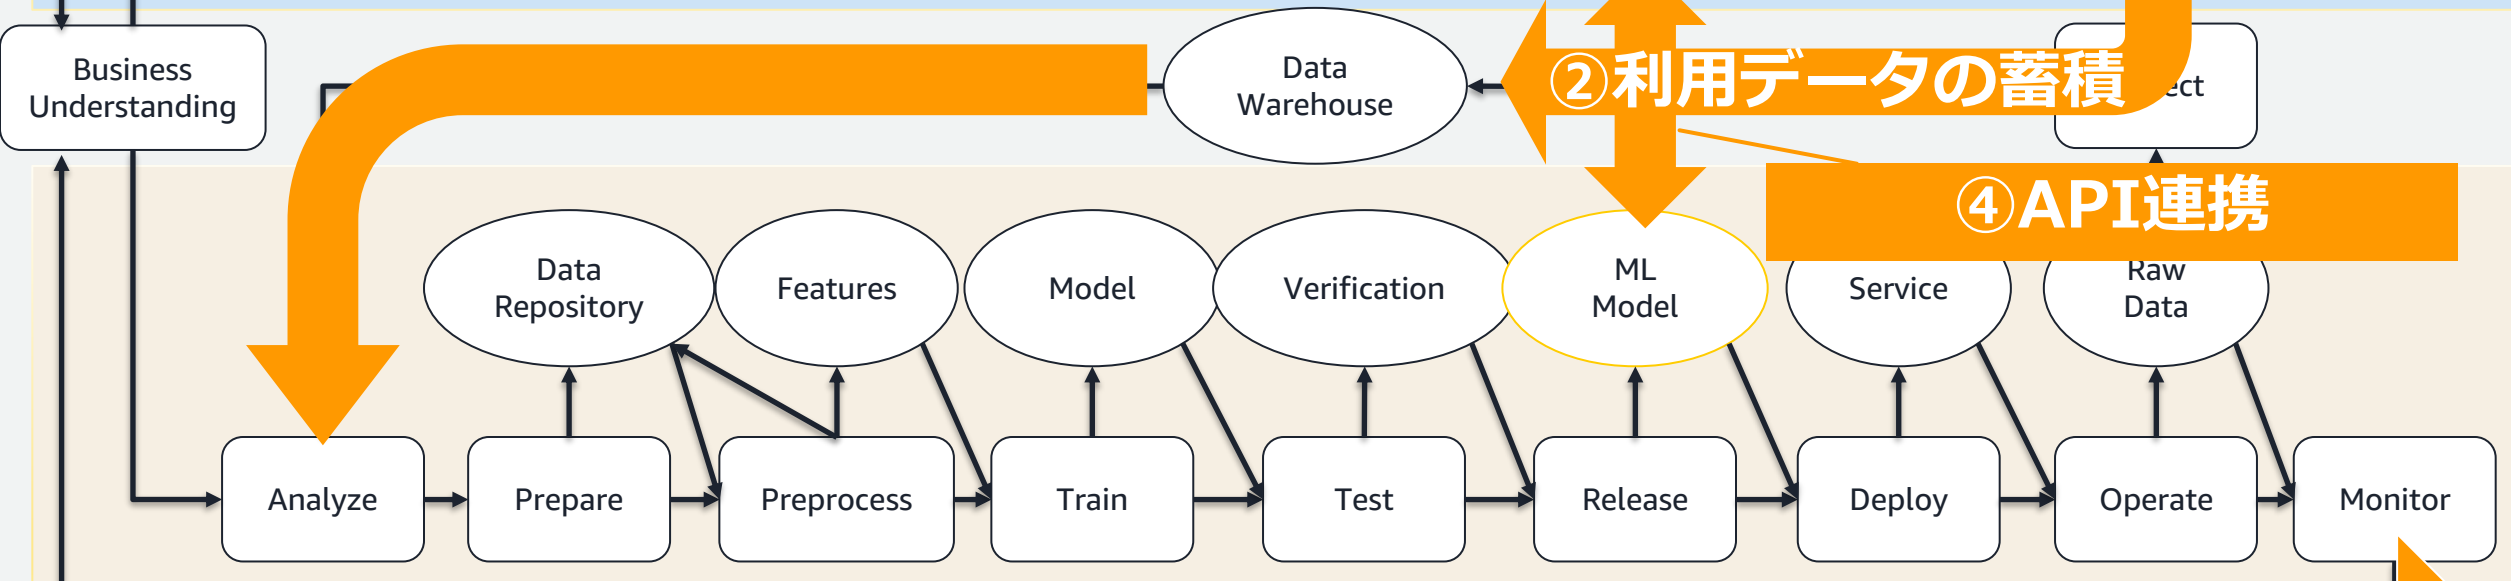 Business
Understanding
Data
Warehouse
②利用データの蓄積
ect
④API連携
Data
Repository
Features
Model
Verification
ML
Model
Service
Raw
Data
Analyze
Prepare
Preprocess
Train
Test
Release
Deploy
Operate
Monitor